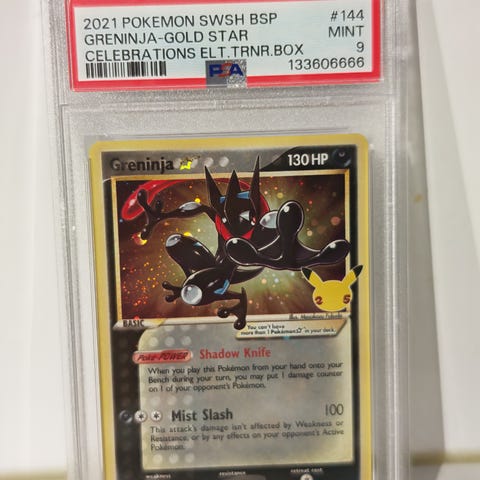 2021 POKEMON SWSH BSP #144
GRENINJA-GOLD STAR MINT
CELEBRATIONS ELT.TRNR.BOX 9
PSA 133606666
Greninja 130 HP
25
BASIC
You can't have
more than 1 Pokémon☆ in your deck.
Poké-POWER Shadow Knife
When you play this Pokémon from your hand onto your
Bench during your turn, you may put 1 damage counter
on 1 of your opponent's Pokémon.
Mist Slash 100
This attack's damage isn't affected by Weakness or
Resistance, or by any effects on your opponent's Active
Pokémon.
weakness resistance retreat cost